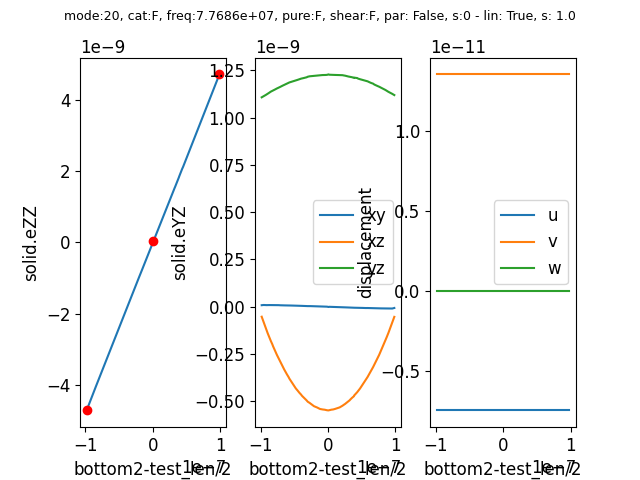 mode:20, cat:F, freq:7.7686e+07, pure:F, shear:F, par: False, s:0 - lin: True, s: 1.0
1e−9
1e−9
1e−11
solid.eZZ
4
2
0
−2
−4
−1
0
1
1e−7
bottom2-test_len/2
solid.eYZ
1.25
1.00
0.75
0.50
0.25
0.00
−0.25
−0.50
xy
xz
yz
−1
0
1
1e−7
bottom2-test_len/2
displacement
1.0
0.5
0.0
−0.5
u
v
w
−1
0
1
1e−7
bottom2-test_len/2